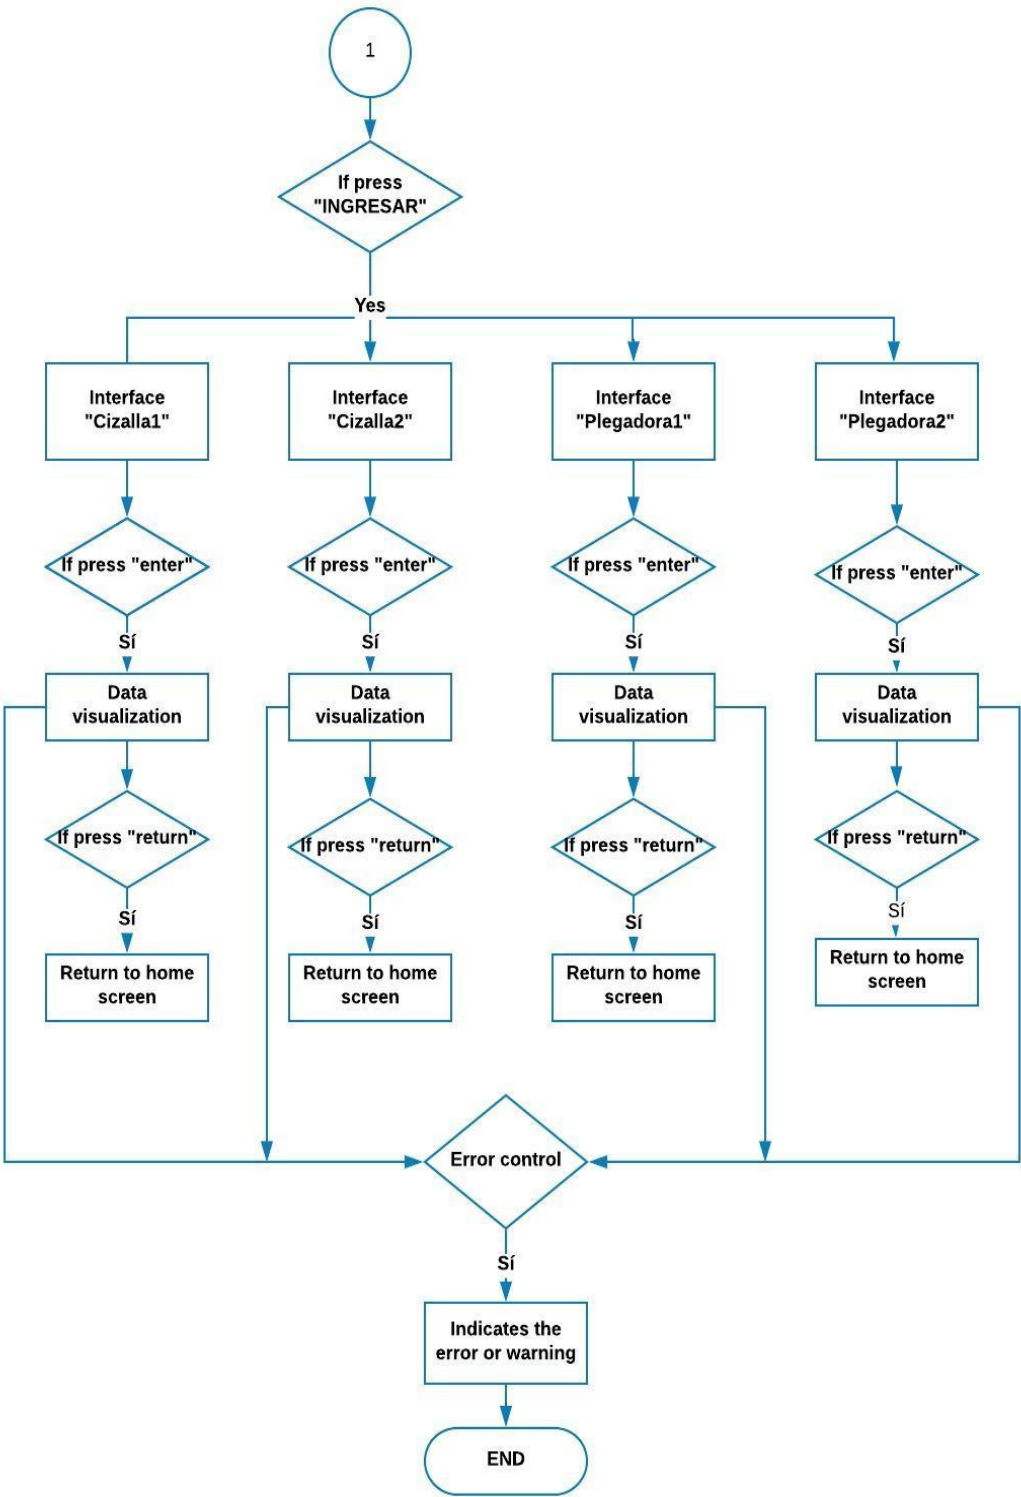 1
If press
"INGRESAR"
Yes
Interface
"Cizalla1"
Interface
"Cizalla2"
Interface
"Plegadora1"
Interface
"Plegadora2"
If press "enter"
If press "enter"
If press "enter"
If press "enter"
Sí
Sí
Sí
Sí
Data
visualization
Data
visualization
Data
visualization
Data
visualization
If press "return"
If press "return"
If press "return"
If press "return"
Sí
Sí
Sí
Sí
Return to home
screen
Return to home
screen
Return to home
screen
Return to home
screen
Error control
Sí
Indicates the
error or warning
END